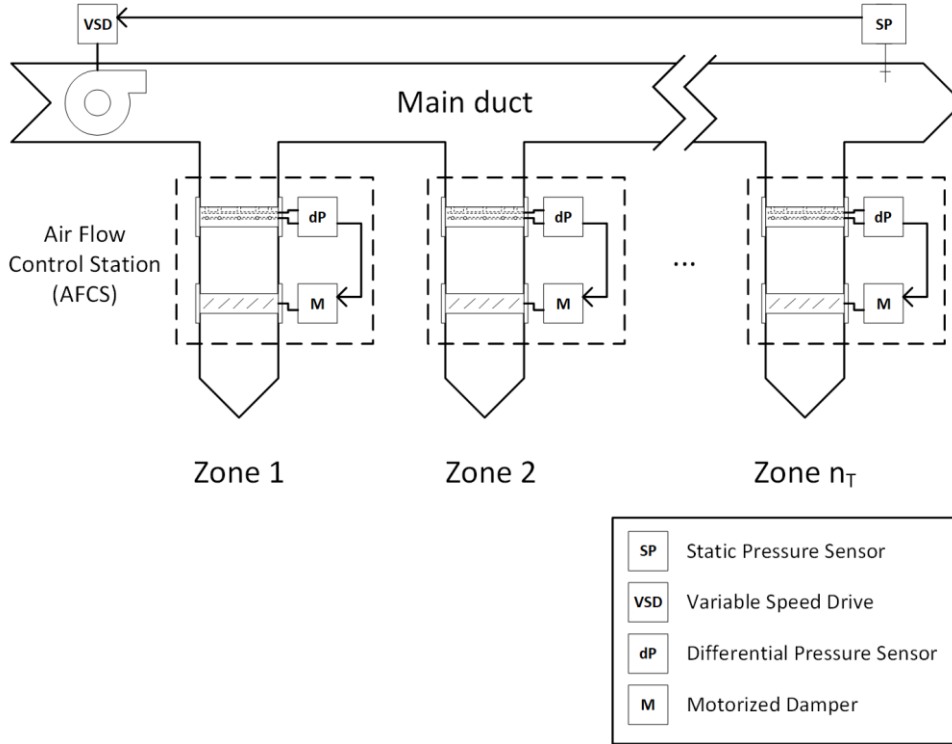 VSD
SP
Main duct
dP
dP
dP
Air Flow
Control Station
(AFCS)
...
M
M
M
Zone 1
Zone 2
Zone n_T
SP Static Pressure Sensor
VSD Variable Speed Drive
dP Differential Pressure Sensor
M Motorized Damper